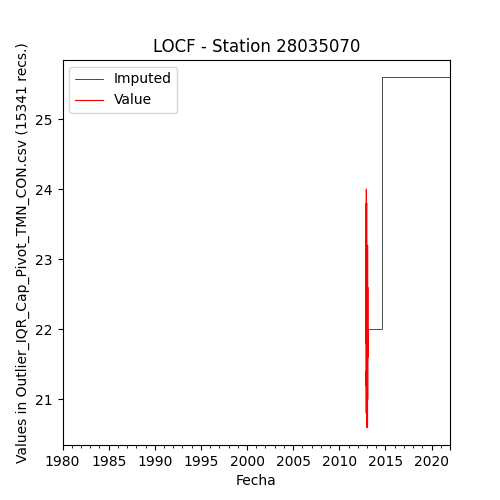 LOCF - Station 28035070
Imputed
Value
Values in Outlier_IQR_Cap_Pivot_TMN_CON.csv (15341 recs.)
25
24
23
22
21
1980 1985 1990 1995 2000 2005 2010 2015 2020
Fecha